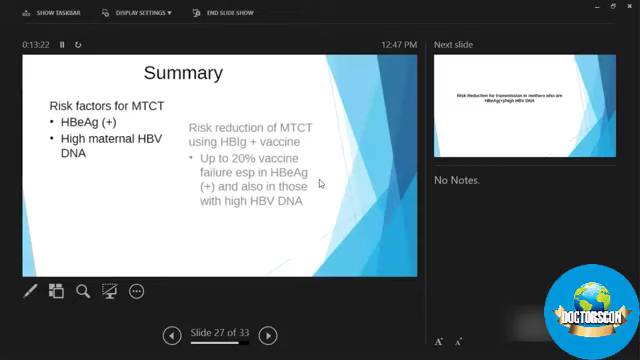 SHOW TASKBAR
DISPLAY SETTINGS ▾
END SLIDE SHOW
0:13:22
12:47 PM
Summary
Risk factors for MTCT
• HBeAg (+)
• High maternal HBV
DNA
Risk reduction of MTCT
using HBIg + vaccine
• Up to 20% vaccine
failure esp in HBeAg
(+) and also in those
with high HBV DNA
Slide 27 of 33
Next slide
Risk Reduction for transmission in mothers who are
HBeAg(+)/high HBV DNA
No Notes.
A A
DOCTORSCON